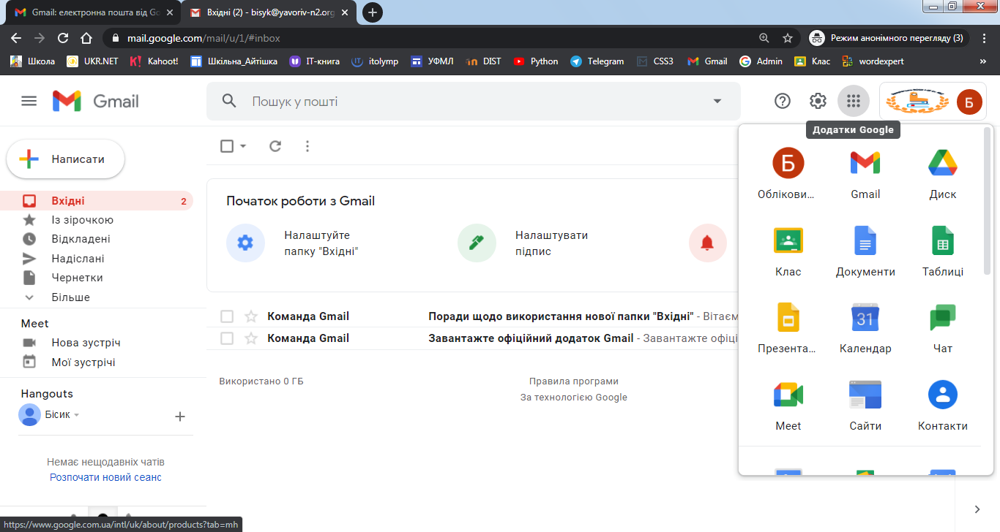 Gmail: електронна пошта від Go
Вхідні (2) - bisyk@yavoriv-n2.org
mail.google.com/mail/u/1/#inbox
Режим анонімного перегляду (3)
Школа
UKR.NET
Kahoot!
Шкільна_Айтішка
ІТ-книга
itolymp
УФМЛ
DIST
Python
Telegram
CSS3
Gmail
Admin
Клас
wordexpert
»
Gmail
Пошук у пошті
Б
Додатки Google
Написати
Вхідні 2
Із зірочкою
Відкладені
Надіслані
Чернетки
Більше
Meet
Нова зустріч
Мої зустрічі
Hangouts
Бісик
Немає нещодавніх чатів
Розпочати новий сеанс
Початок роботи з Gmail
Налаштуйте
папку "Вхідні"
Налаштувати
підпис
Команда Gmail Поради щодо використання нової папки "Вхідні" - Вітаєм
Команда Gmail Завантажте офіційний додаток Gmail - Завантажте офіці
Використано 0 ГБ
Правила програми
За технологією Google
Б
Обліковий...
Gmail
Диск
Клас
Документи
Таблиці
Презента...
31
Календар
Чат
Meet
Сайти
Контакти
https://www.google.com.ua/intl/uk/about/products?tab=mh